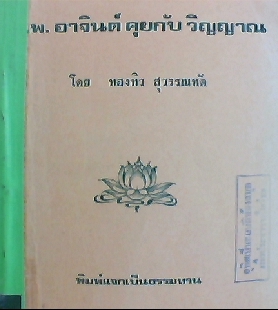 .พ. อาจินต์ คุยกับ วิญญาณ
โดย ทองทิว สุวรรณทัต
พิมพ์แจกเป็นธรรมทาน